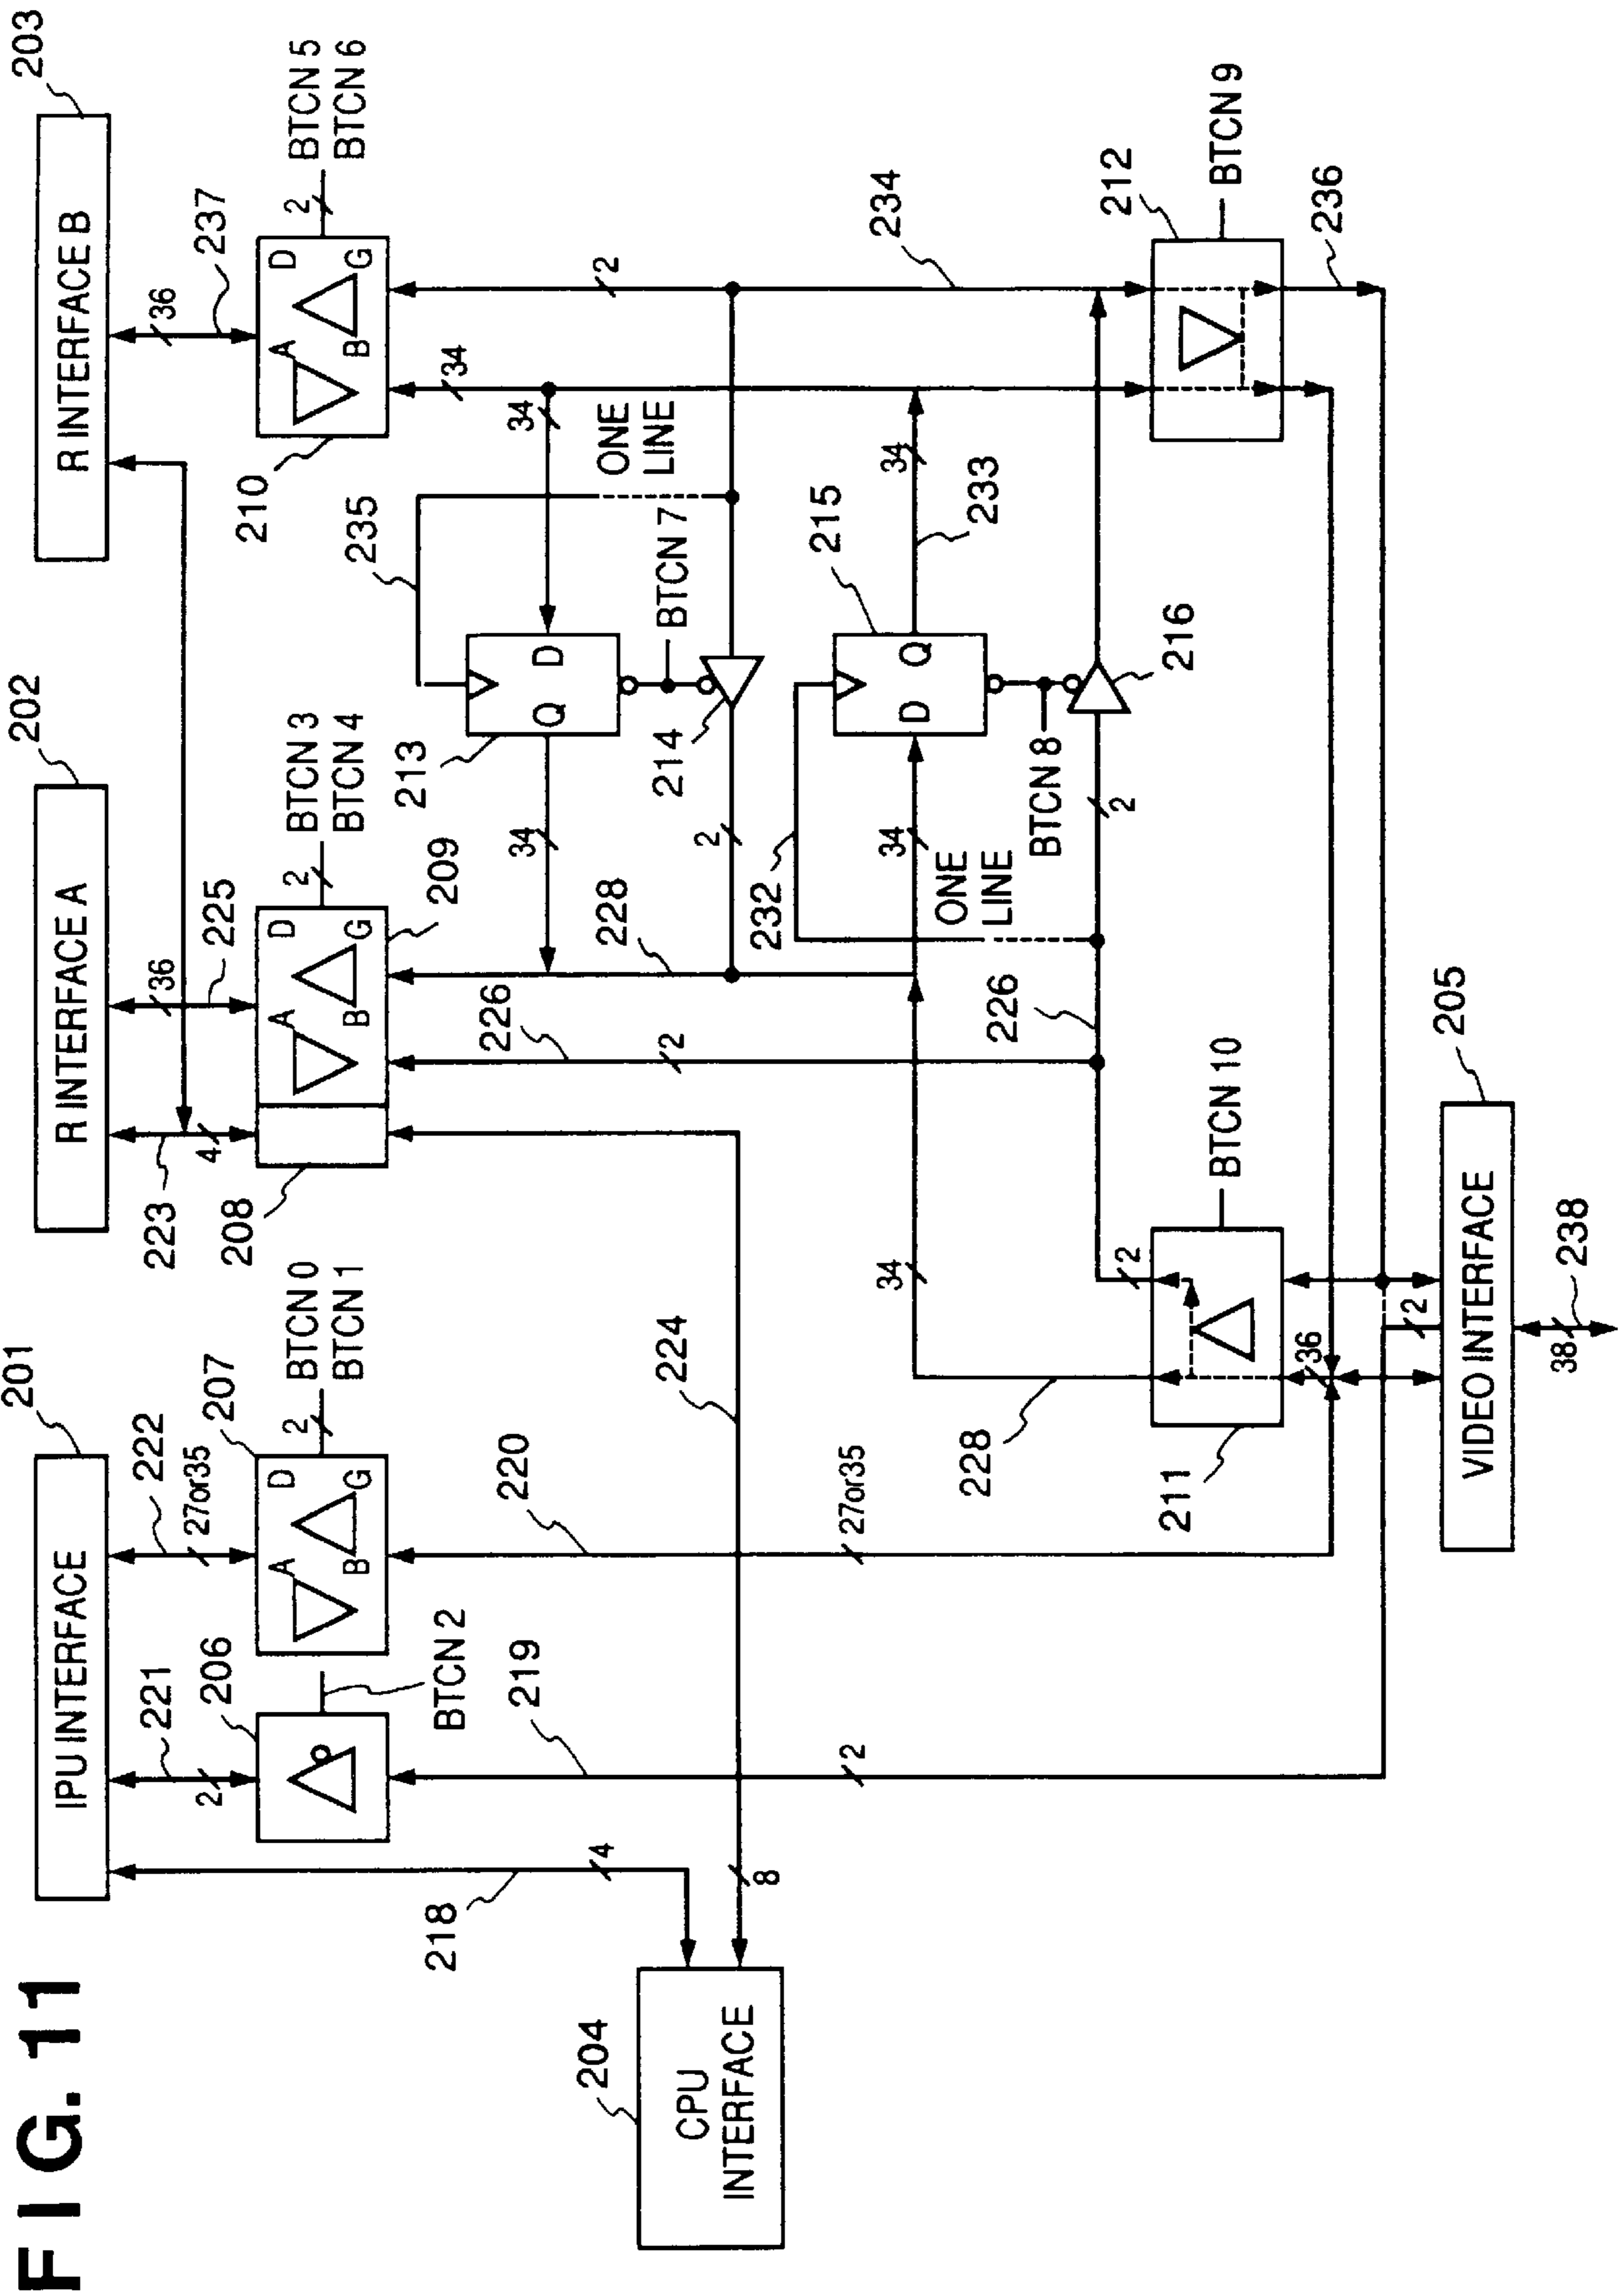 FIG. 11
201
IPU INTERFACE
202
R INTERFACE A
203
R INTERFACE B
218
4
221
2
206
BTCN 2
222
27or35
207
A
D
B
G
2
BTCN 0
BTCN 1
223
4
208
36
225
A
D
B
G
209
2
BTCN 3
BTCN 4
36
237
A
D
B
G
210
2
BTCN 5
BTCN 6
204
CPU
INTERFACE
8
224
219
2
220
27or35
226
2
228
34
213
Q
D
34
235
ONE
LINE
BTCN 7
214
2
34
2
234
34
228
232
ONE
LINE
34
215
D
Q
34
233
BTCN 8
216
2
226
211
2
BTCN 10
36
212
BTCN 9
236
2
205
VIDEO INTERFACE
38
238